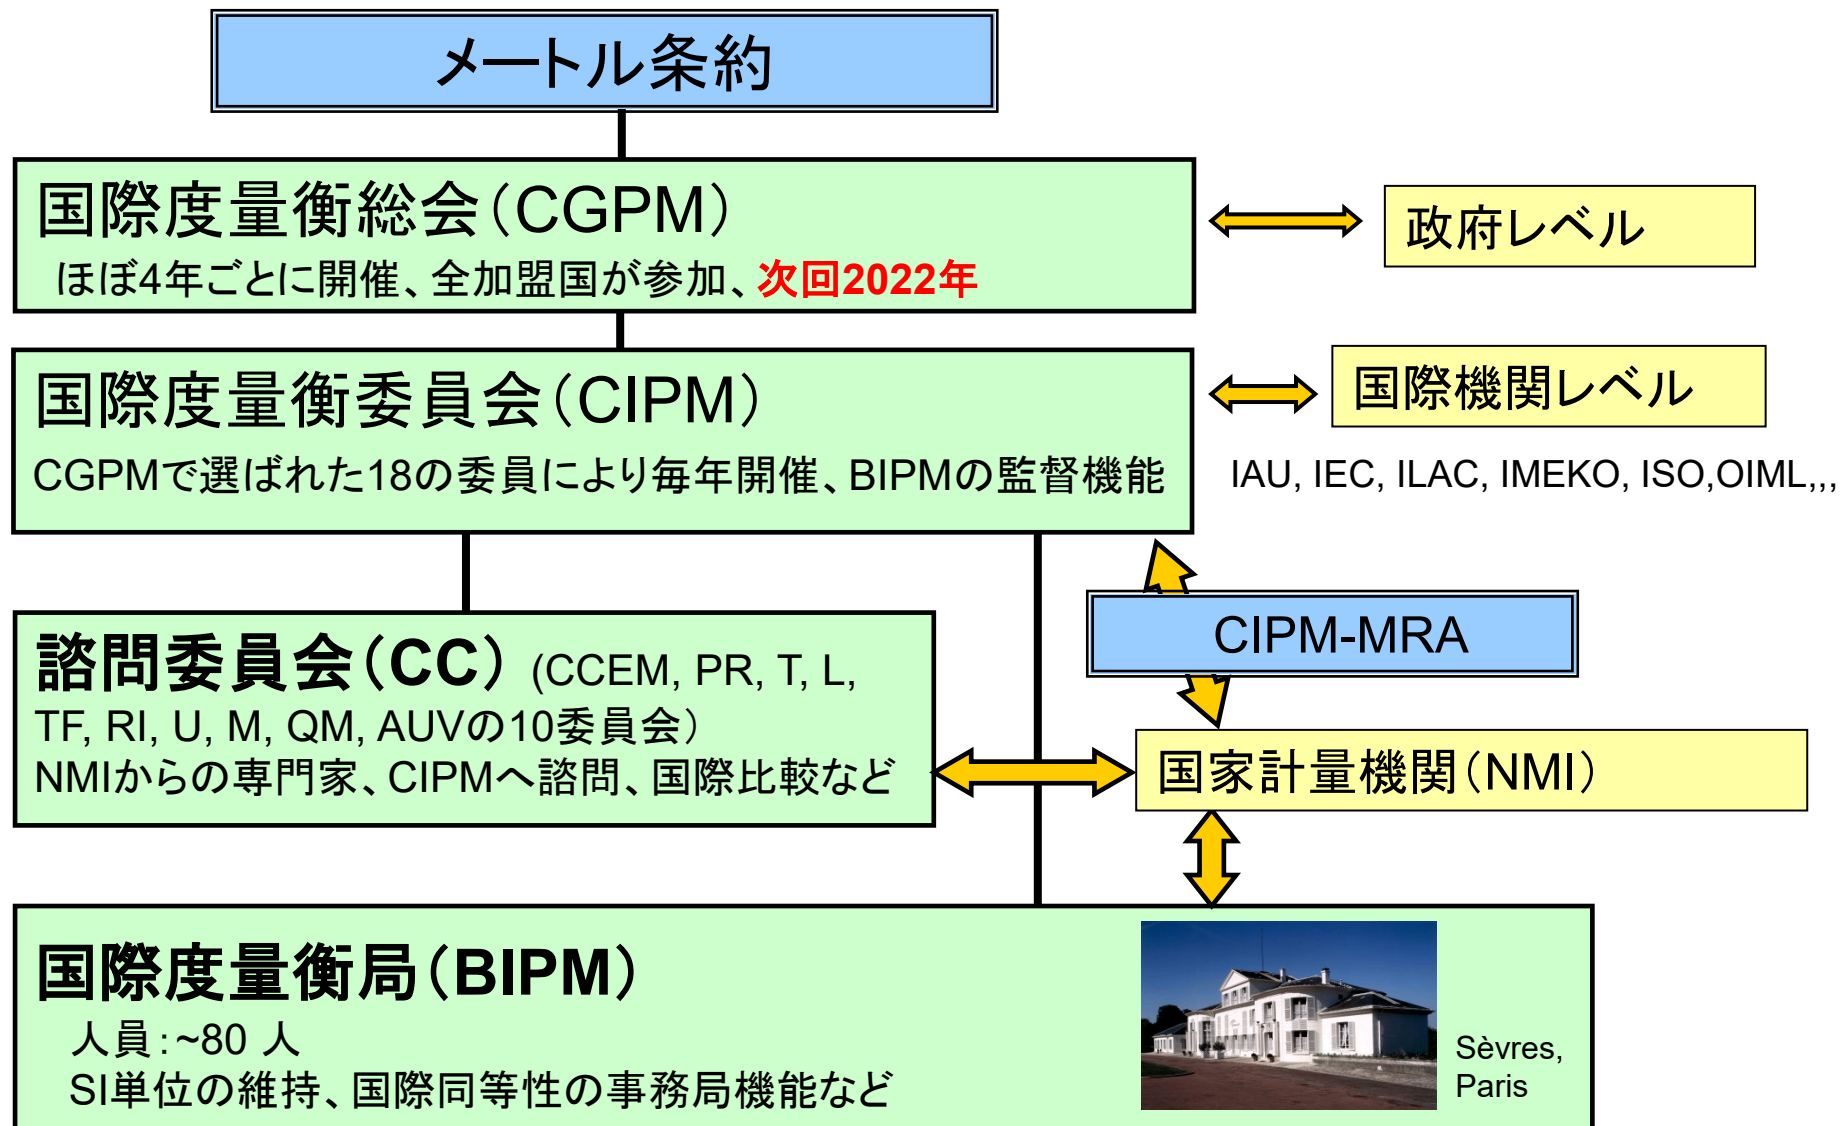 メートル条約
国際度量衡総会（CGPM）
ほぼ4年ごとに開催、全加盟国が参加、次回2022年
政府レベル
国際度量衡委員会（CIPM）
CGPMで選ばれた18の委員により毎年開催、BIPMの監督機能
国際機関レベル
IAU, IEC, ILAC, IMEKO, ISO,OIML,,,
CIPM-MRA
諮問委員会（CC） (CCEM, PR, T, L,
TF, RI, U, M, QM, AUVの10委員会）
NMIからの専門家、CIPMへ諮問、国際比較など
国家計量機関（NMI）
国際度量衡局（BIPM）
人員：~80 人
SI単位の維持、国際同等性の事務局機能など
Sèvres,
Paris